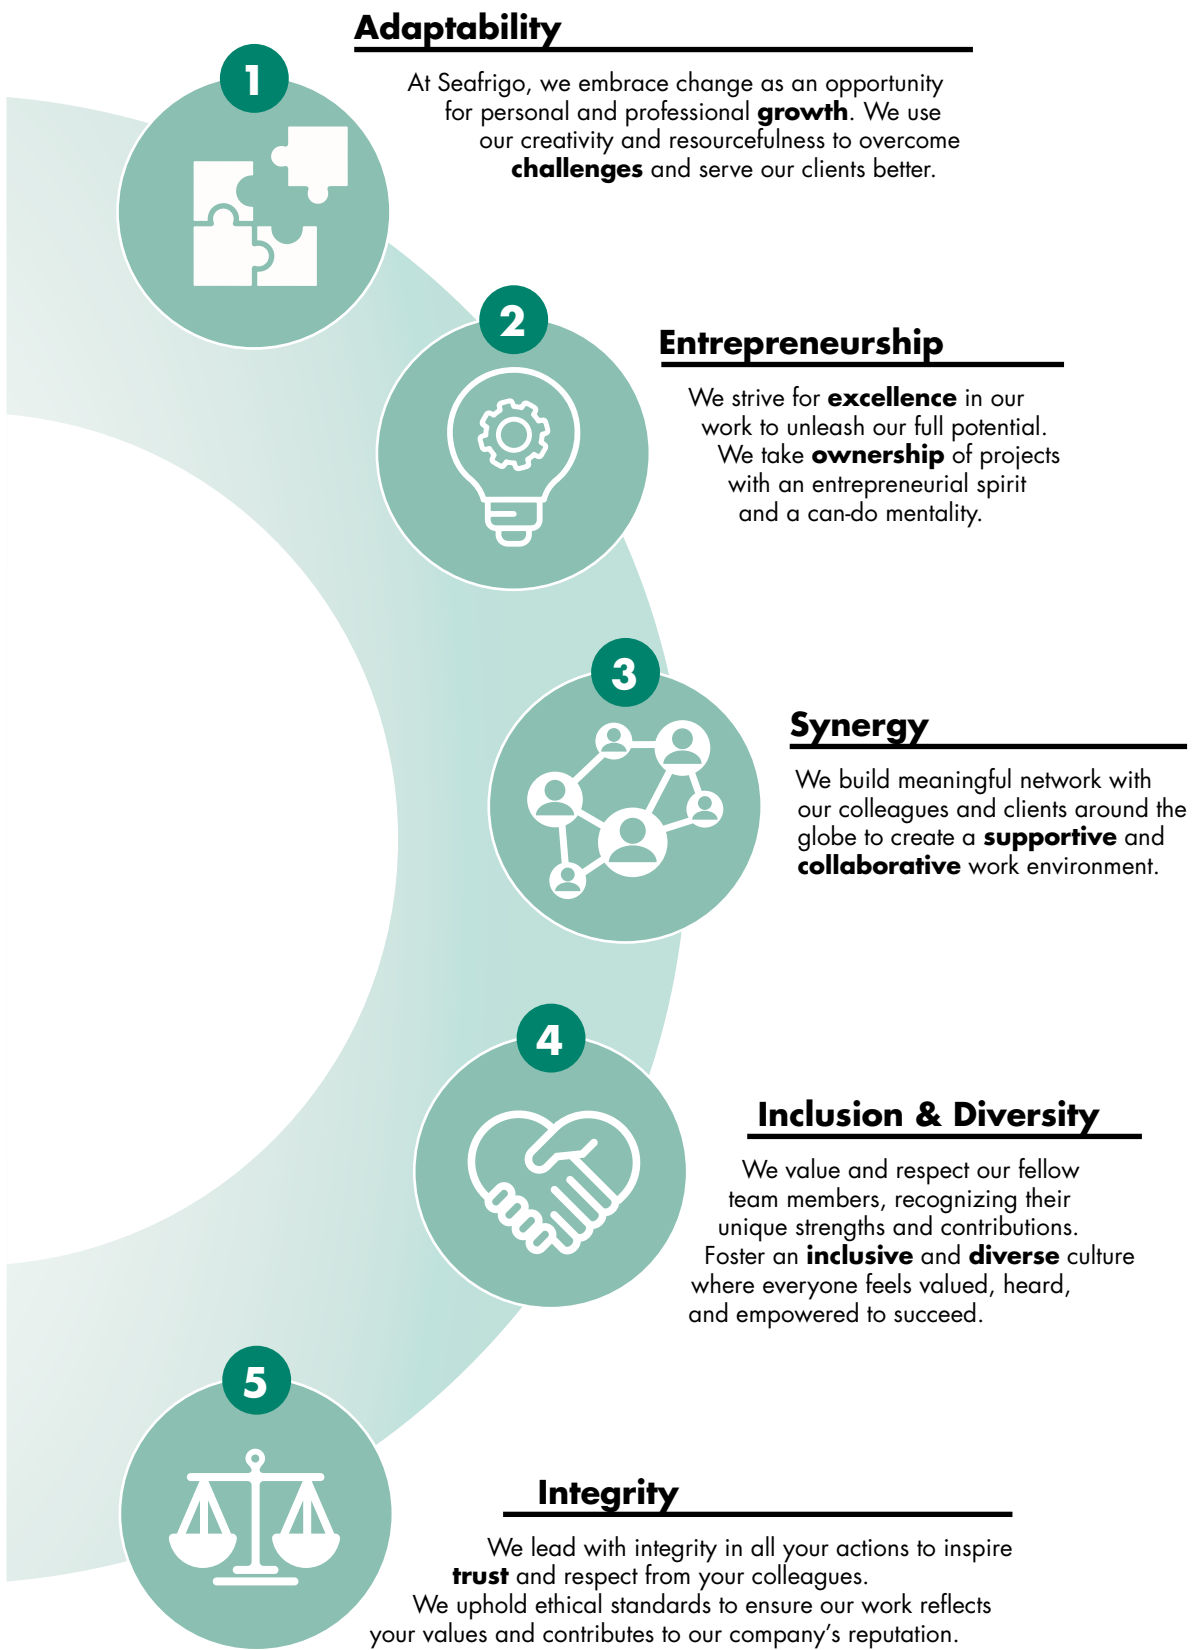 Adaptability
1
At Seafrigo, we embrace change as an opportunity
for personal and professional growth. We use
our creativity and resourcefulness to overcome
challenges and serve our clients better.
2
Entrepreneurship
We strive for excellence in our
work to unleash our full potential.
We take ownership of projects
with an entrepreneurial spirit
and a can-do mentality.
3
Synergy
We build meaningful network with
our colleagues and clients around the
globe to create a supportive and
collaborative work environment.
4
Inclusion & Diversity
We value and respect our fellow
team members, recognizing their
unique strengths and contributions.
Foster an inclusive and diverse culture
where everyone feels valued, heard,
and empowered to succeed.
5
Integrity
We lead with integrity in all your actions to inspire
trust and respect from your colleagues.
We uphold ethical standards to ensure our work reflects
your values and contributes to our company's reputation.